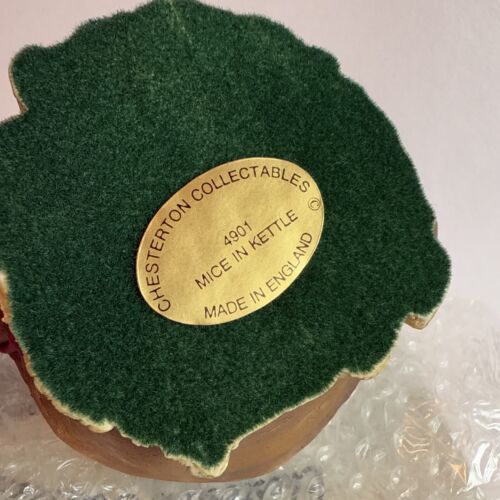 CHESTERTON COLLECTABLES
©
4901
MICE IN KETTLE
MADE IN ENGLAND